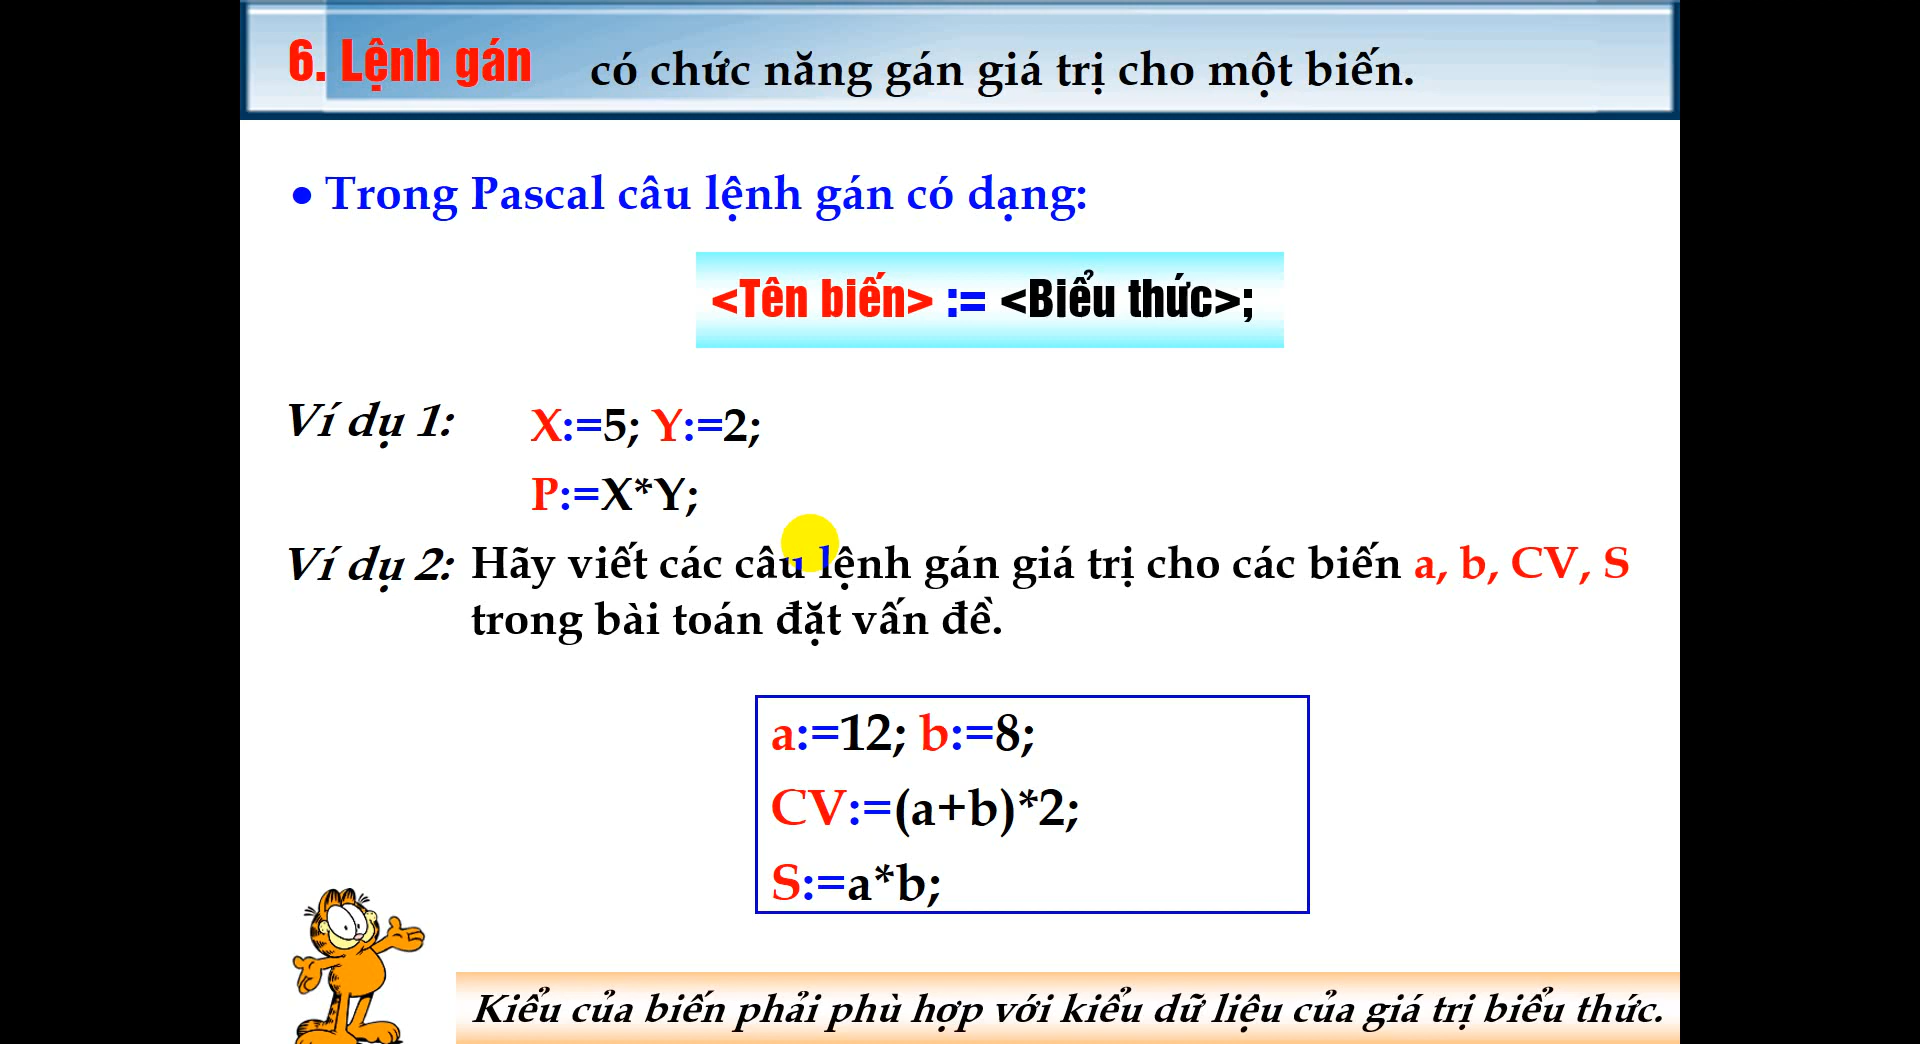 6. Lệnh gán có chức năng gán giá trị cho một biến.
• Trong Pascal câu lệnh gán có dạng:
<Tên biến> := <Biểu thức>;
Ví dụ 1: X:=5; Y:=2;
P:=X*Y;
Ví dụ 2: Hãy viết các câu lệnh gán giá trị cho các biến a, b, CV, S
trong bài toán đặt vấn đề.
a:=12; b:=8;
CV:=(a+b)*2;
S:=a*b;
Kiểu của biến phải phù hợp với kiểu dữ liệu của giá trị biểu thức.